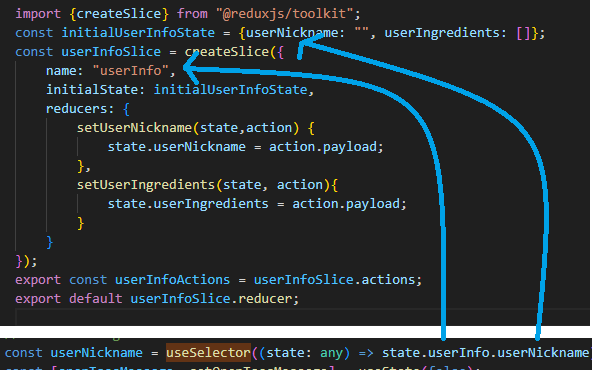 import {createSlice} from "@reduxjs/toolkit";
const initialUserInfoState = {userNickname: "", userIngredients: []};
const userInfoSlice = createSlice({
name: "userInfo",
initialState: initialUserInfoState,
reducers: {
setUserNickname(state,action) {
state.userNickname = action.payload;
},
setUserIngredients(state, action){
state.userIngredients = action.payload;
}
}
});
export const userInfoActions = userInfoSlice.actions;
export default userInfoSlice.reducer;
const userNickname = useSelector((state: any) => state.userInfo.userNickname)